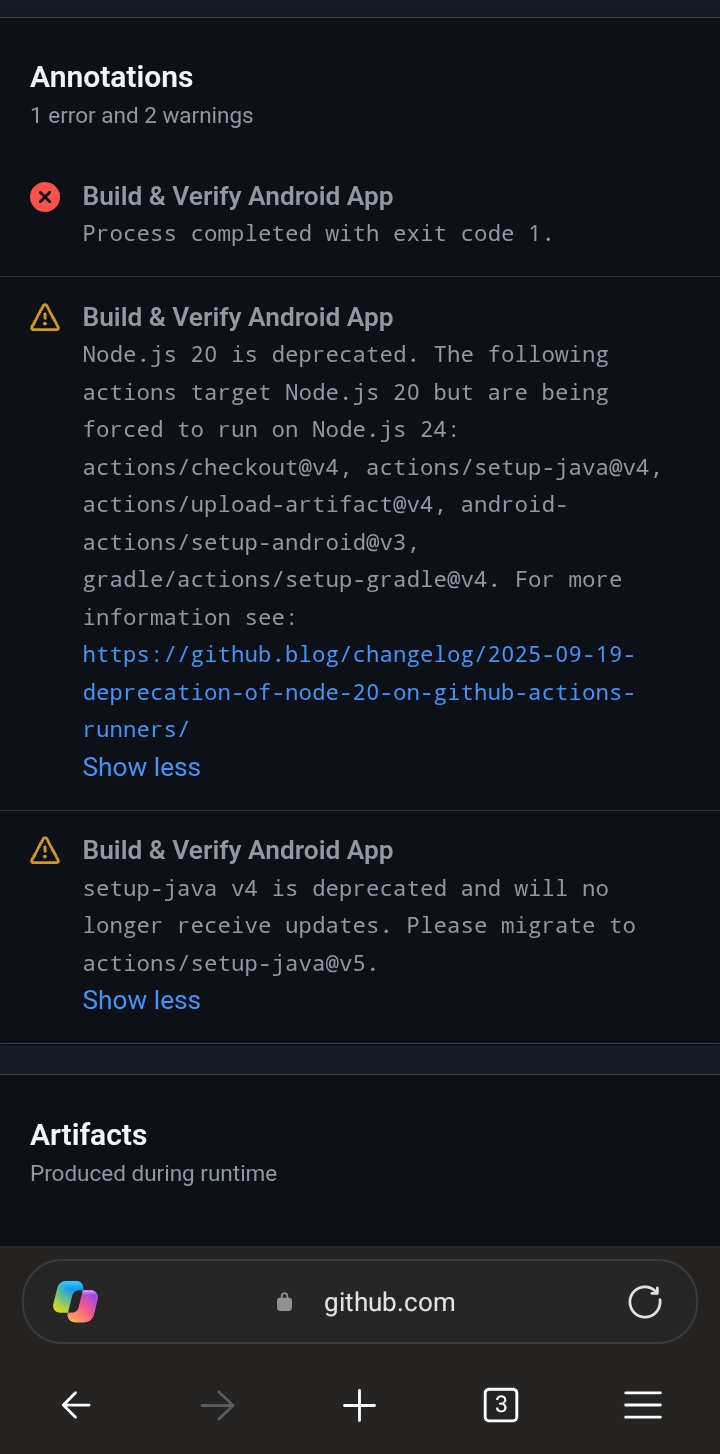 Annotations
1 error and 2 warnings
Build & Verify Android App
Process completed with exit code 1.
Build & Verify Android App
Node.js 20 is deprecated. The following
actions target Node.js 20 but are being
forced to run on Node.js 24:
actions/checkout@v4, actions/setup-java@v4,
actions/upload-artifact@v4, android-
actions/setup-android@v3,
gradle/actions/setup-gradle@v4. For more
information see:
https://github.blog/changelog/2025-09-19-
deprecation-of-node-20-on-github-actions-
runners/
Show less
Build & Verify Android App
setup-java v4 is deprecated and will no
longer receive updates. Please migrate to
actions/setup-java@v5.
Show less
Artifacts
Produced during runtime
github.com
3